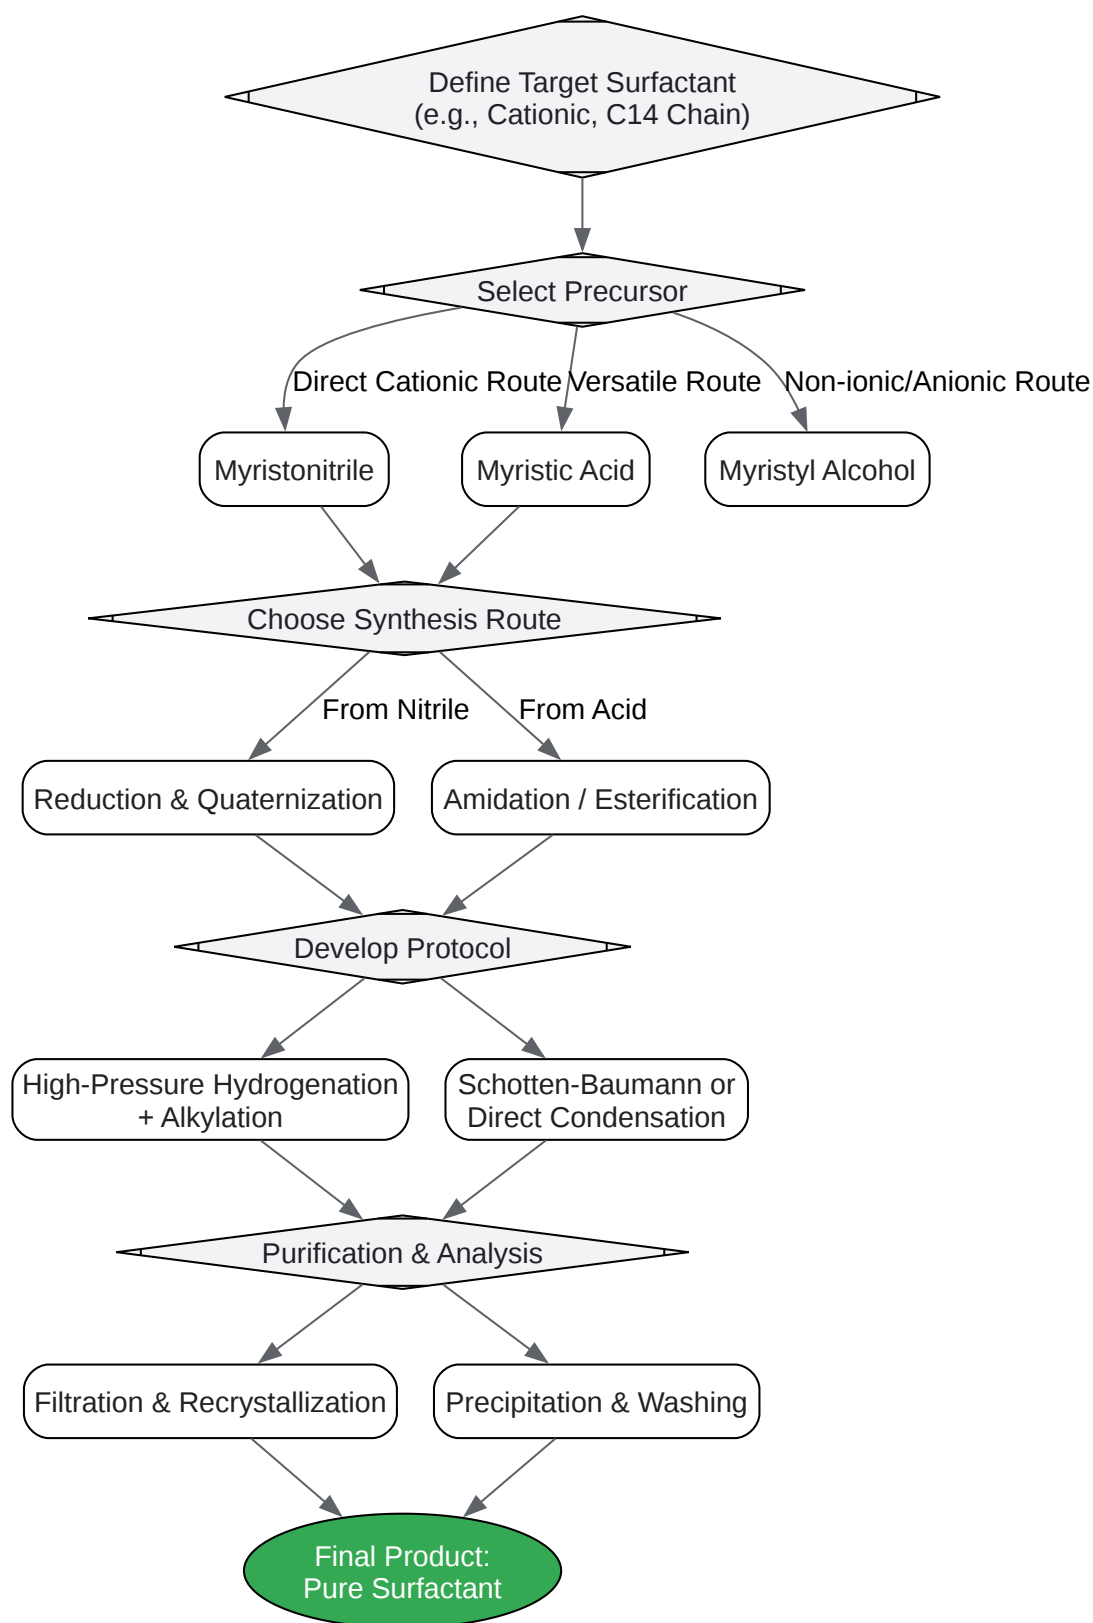 Define Target Surfactant
(e.g., Cationic, C14 Chain)
Select Precursor
Direct Cationic Route
Versatile Route
Non-ionic/Anionic Route
Myristonitrile
Myristic Acid
Myristyl Alcohol
Choose Synthesis Route
From Nitrile
From Acid
Reduction & Quaternization
Amidation / Esterification
Develop Protocol
High-Pressure Hydrogenation
+ Alkylation
Schotten-Baumann or
Direct Condensation
Purification & Analysis
Filtration & Recrystallization
Precipitation & Washing
Final Product:
Pure Surfactant